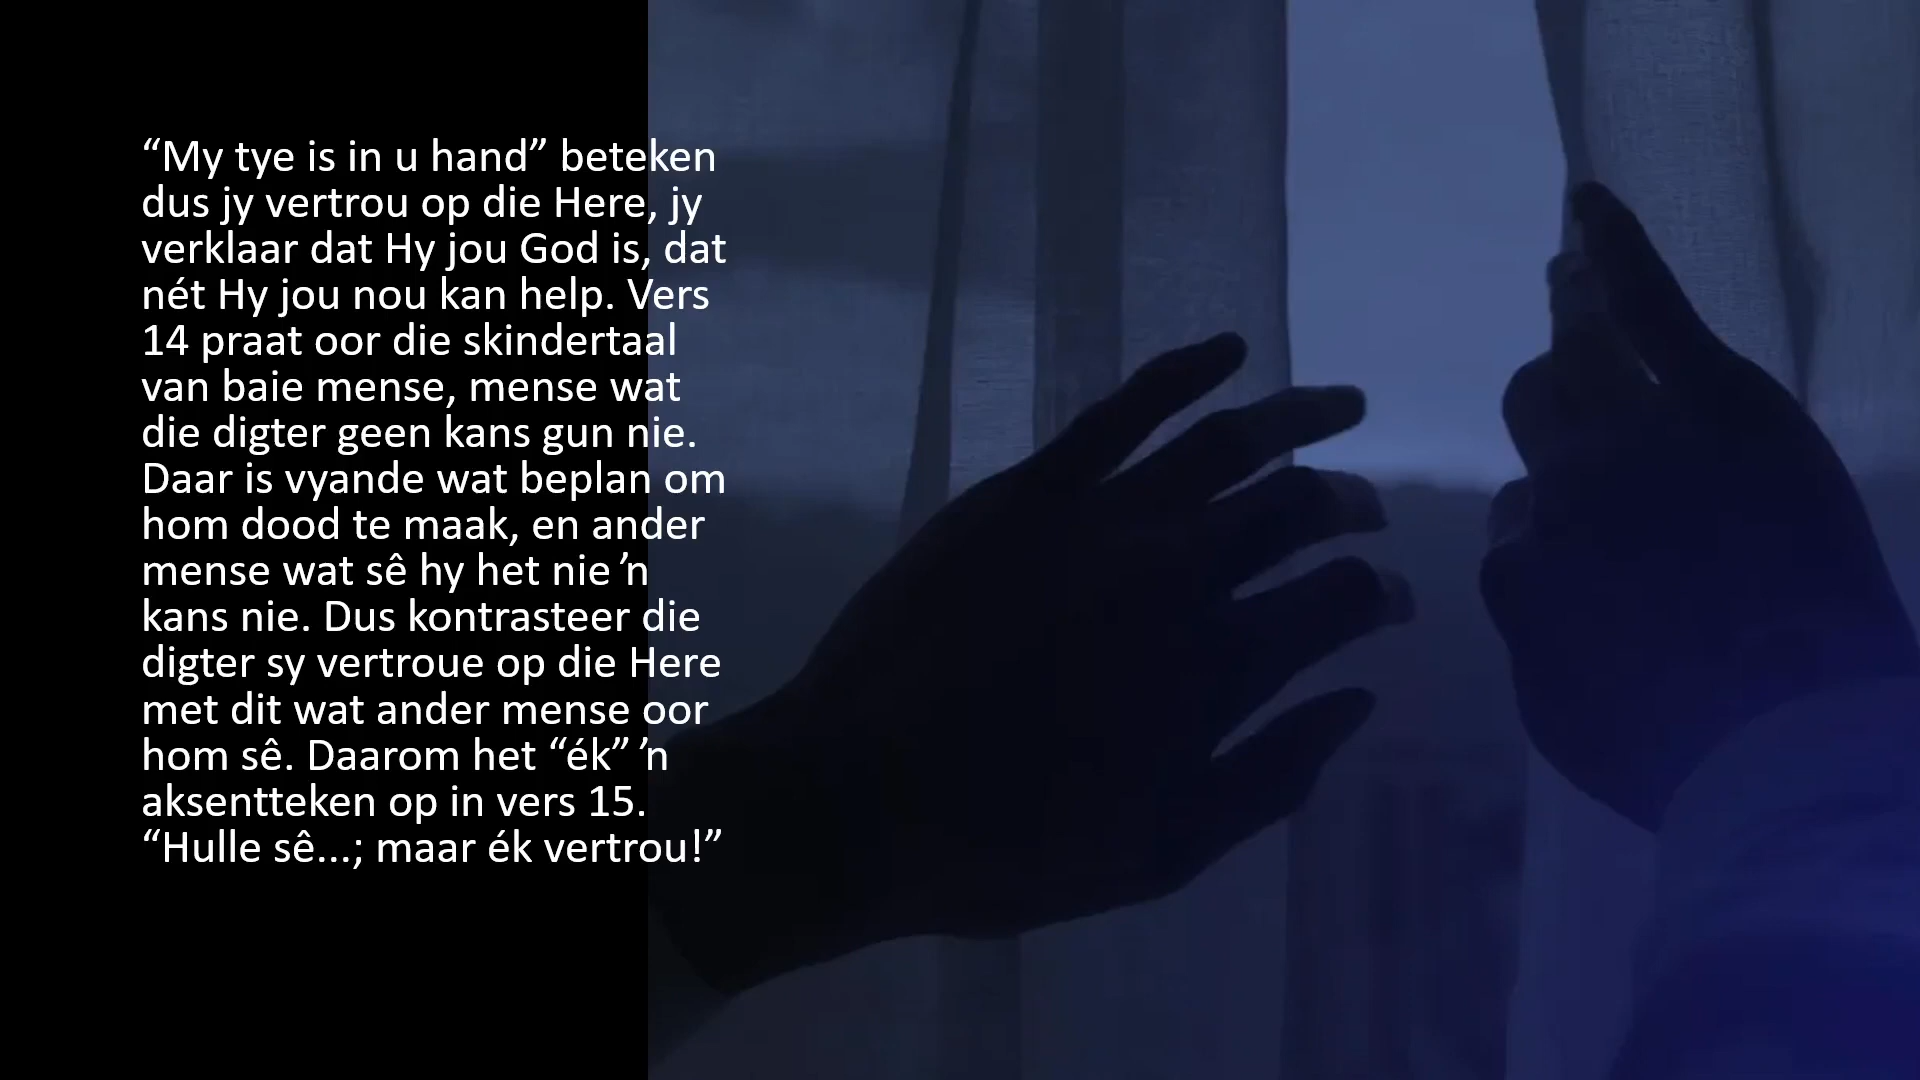 “My tye is in u hand” beteken
dus jy vertrou op die Here, jy
verklaar dat Hy jou God is, dat
nét Hy jou nou kan help. Vers
14 praat oor die skindertaal
van baie mense, mense wat
die digter geen kans gun nie.
Daar is vyande wat beplan om
hom dood te maak, en ander
mense wat sê hy het nie ’n
kans nie. Dus kontrasteer die
digter sy vertroue op die Here
met dit wat ander mense oor
hom sê. Daarom het “ék” ’n
aksentteken op in vers 15.
“Hulle sê...; maar ék vertrou!”